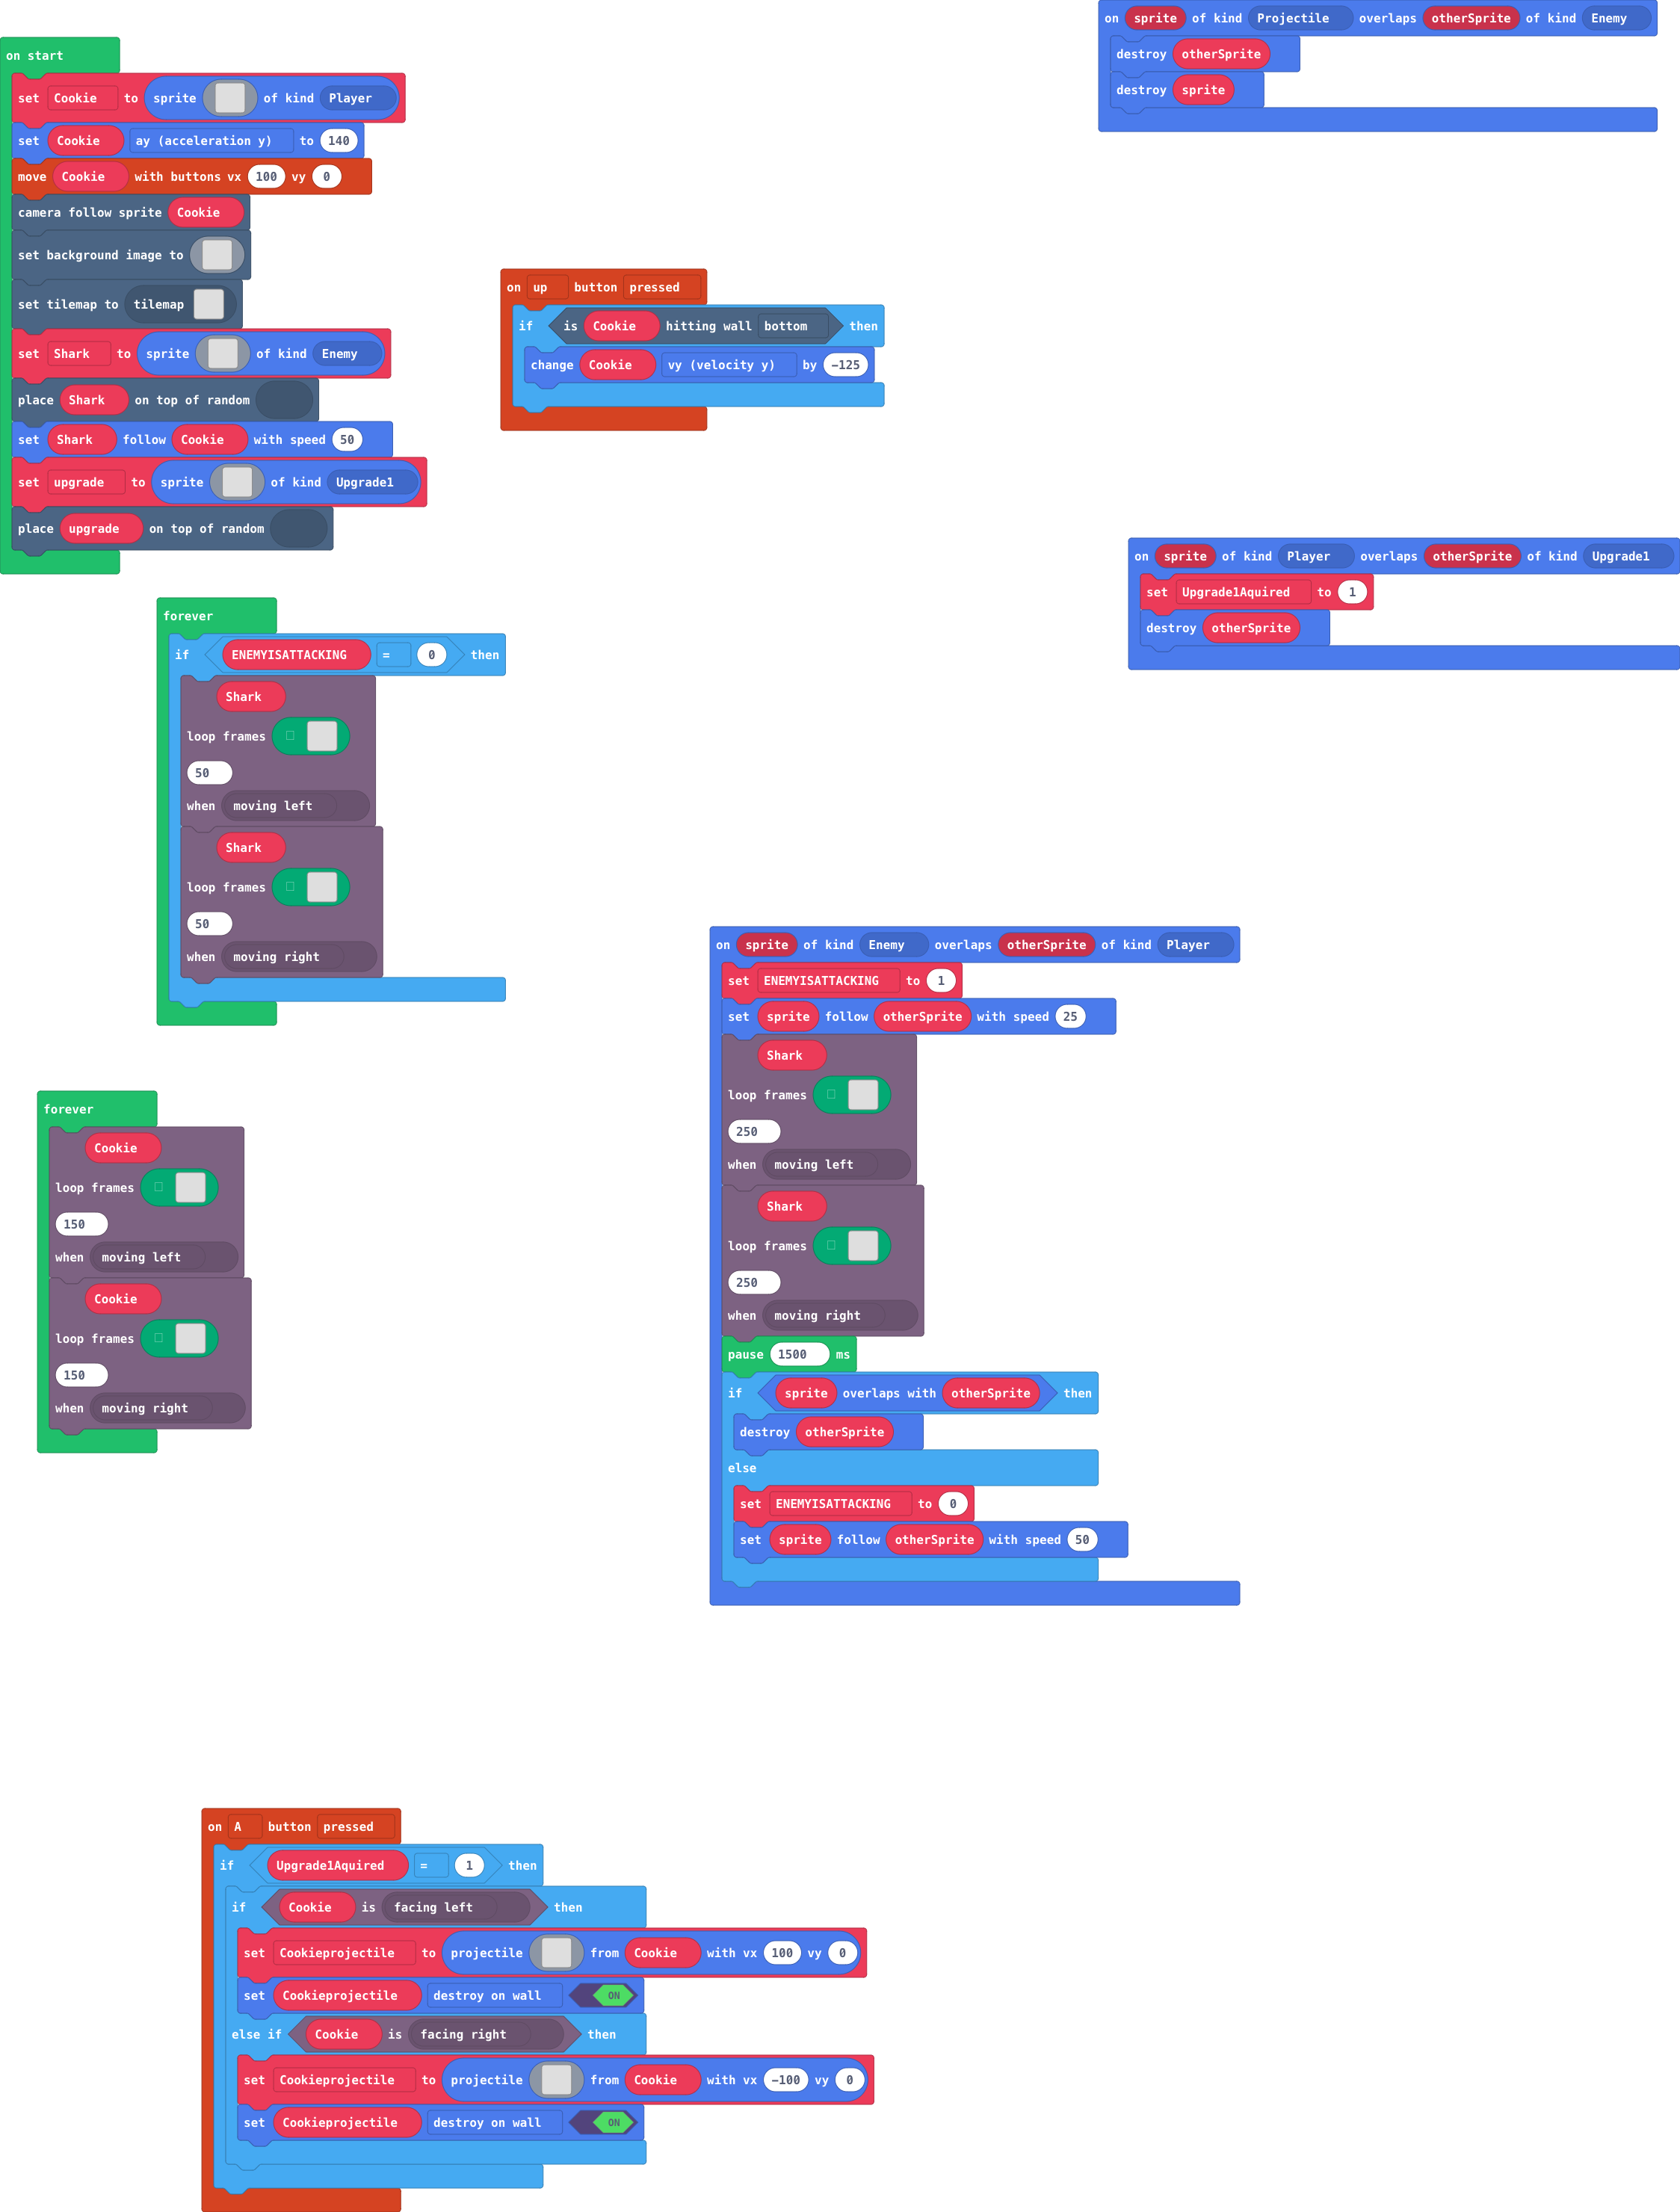 on start
set Cookie to sprite of kind Player
set Cookie ay (acceleration y) to 140
move Cookie with buttons vx 100 vy 0
camera follow sprite Cookie
set background image to
set tilemap to tilemap
set Shark to sprite of kind Enemy
place Shark on top of random
set Shark follow Cookie with speed 50
set upgrade to sprite of kind Upgrade1
place upgrade on top of random
on sprite of kind Projectile overlaps otherSprite of kind Enemy
destroy otherSprite
destroy sprite
on up button pressed
if is Cookie hitting wall bottom then
change Cookie vy (velocity y) by -125
on sprite of kind Player overlaps otherSprite of kind Upgrade1
set Upgrade1Aquired to 1
destroy otherSprite
forever
if ENEMYISATTACKING = 0 then
Shark
loop frames
50
when moving left
Shark
loop frames
50
when moving right
on sprite of kind Enemy overlaps otherSprite of kind Player
set ENEMYISATTACKING to 1
set sprite follow otherSprite with speed 25
Shark
loop frames
250
when moving left
Shark
loop frames
250
when moving right
pause 1500 ms
if sprite overlaps with otherSprite then
destroy otherSprite
else
set ENEMYISATTACKING to 0
set sprite follow otherSprite with speed 50
forever
Cookie
loop frames
150
when moving left
Cookie
loop frames
150
when moving right
on A button pressed
if Upgrade1Aquired = 1 then
if Cookie is facing left then
set Cookieprojectile to projectile from Cookie with vx 100 vy 0
set Cookieprojectile destroy on wall ON
else if Cookie is facing right then
set Cookieprojectile to projectile from Cookie with vx -100 vy 0
set Cookieprojectile destroy on wall ON